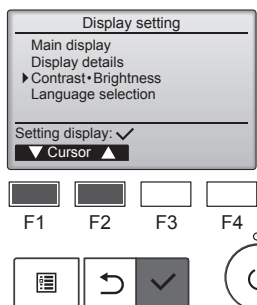 Display setting
Main display
Display details
▶Contrast•Brightness
Language selection
Setting display: ✓
▼ Cursor ▲
F1 F2 F3 F4